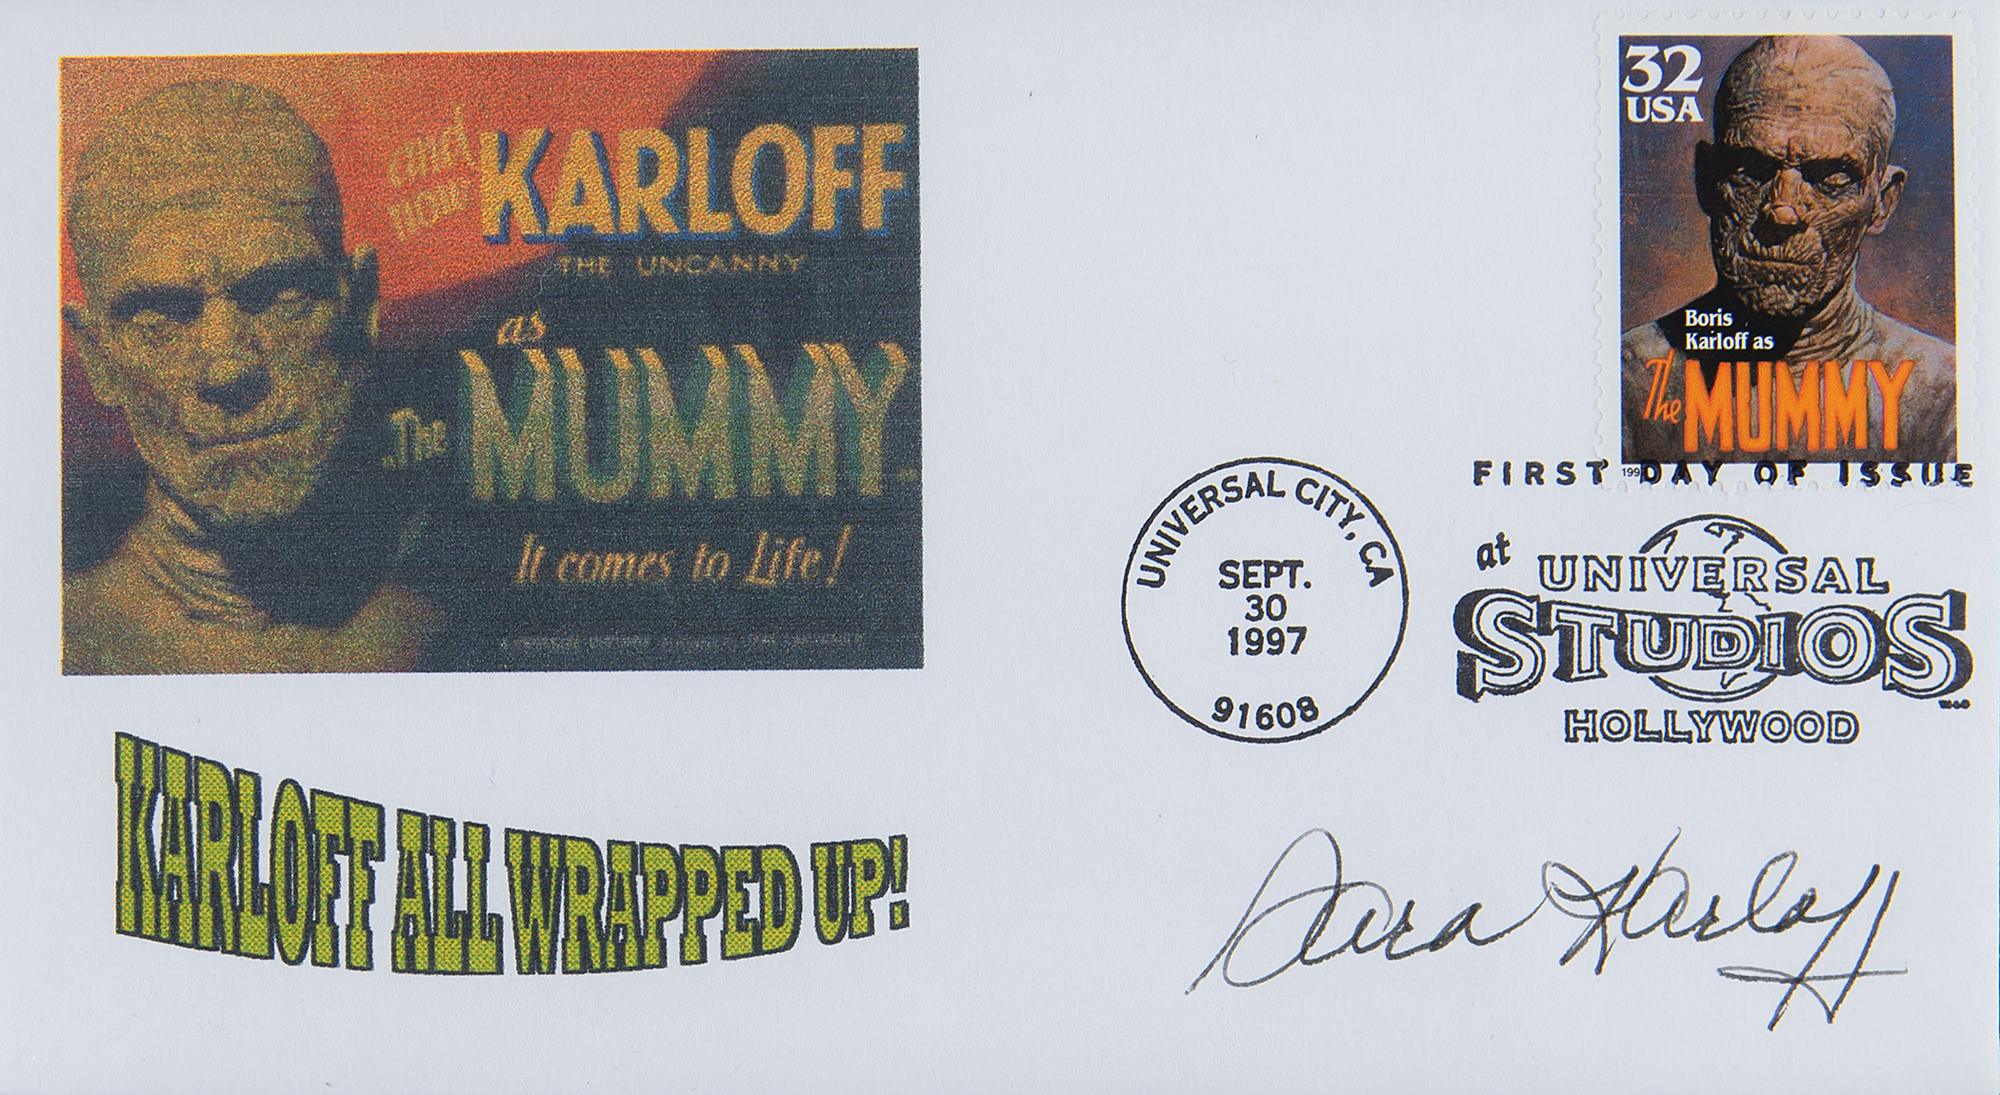 and
now
KARLOFF
THE UNCANNY
as
The
MUMMY
It comes to Life!
KARLOFF ALL WRAPPED UP!
32
USA
Boris
Karloff as
The MUMMY
FIRST DAY OF ISSUE
at
UNIVERSAL
STUDIOS
HOLLYWOOD
UNIVERSAL CITY, CA
SEPT.
30
1997
91608
Sara Karloff